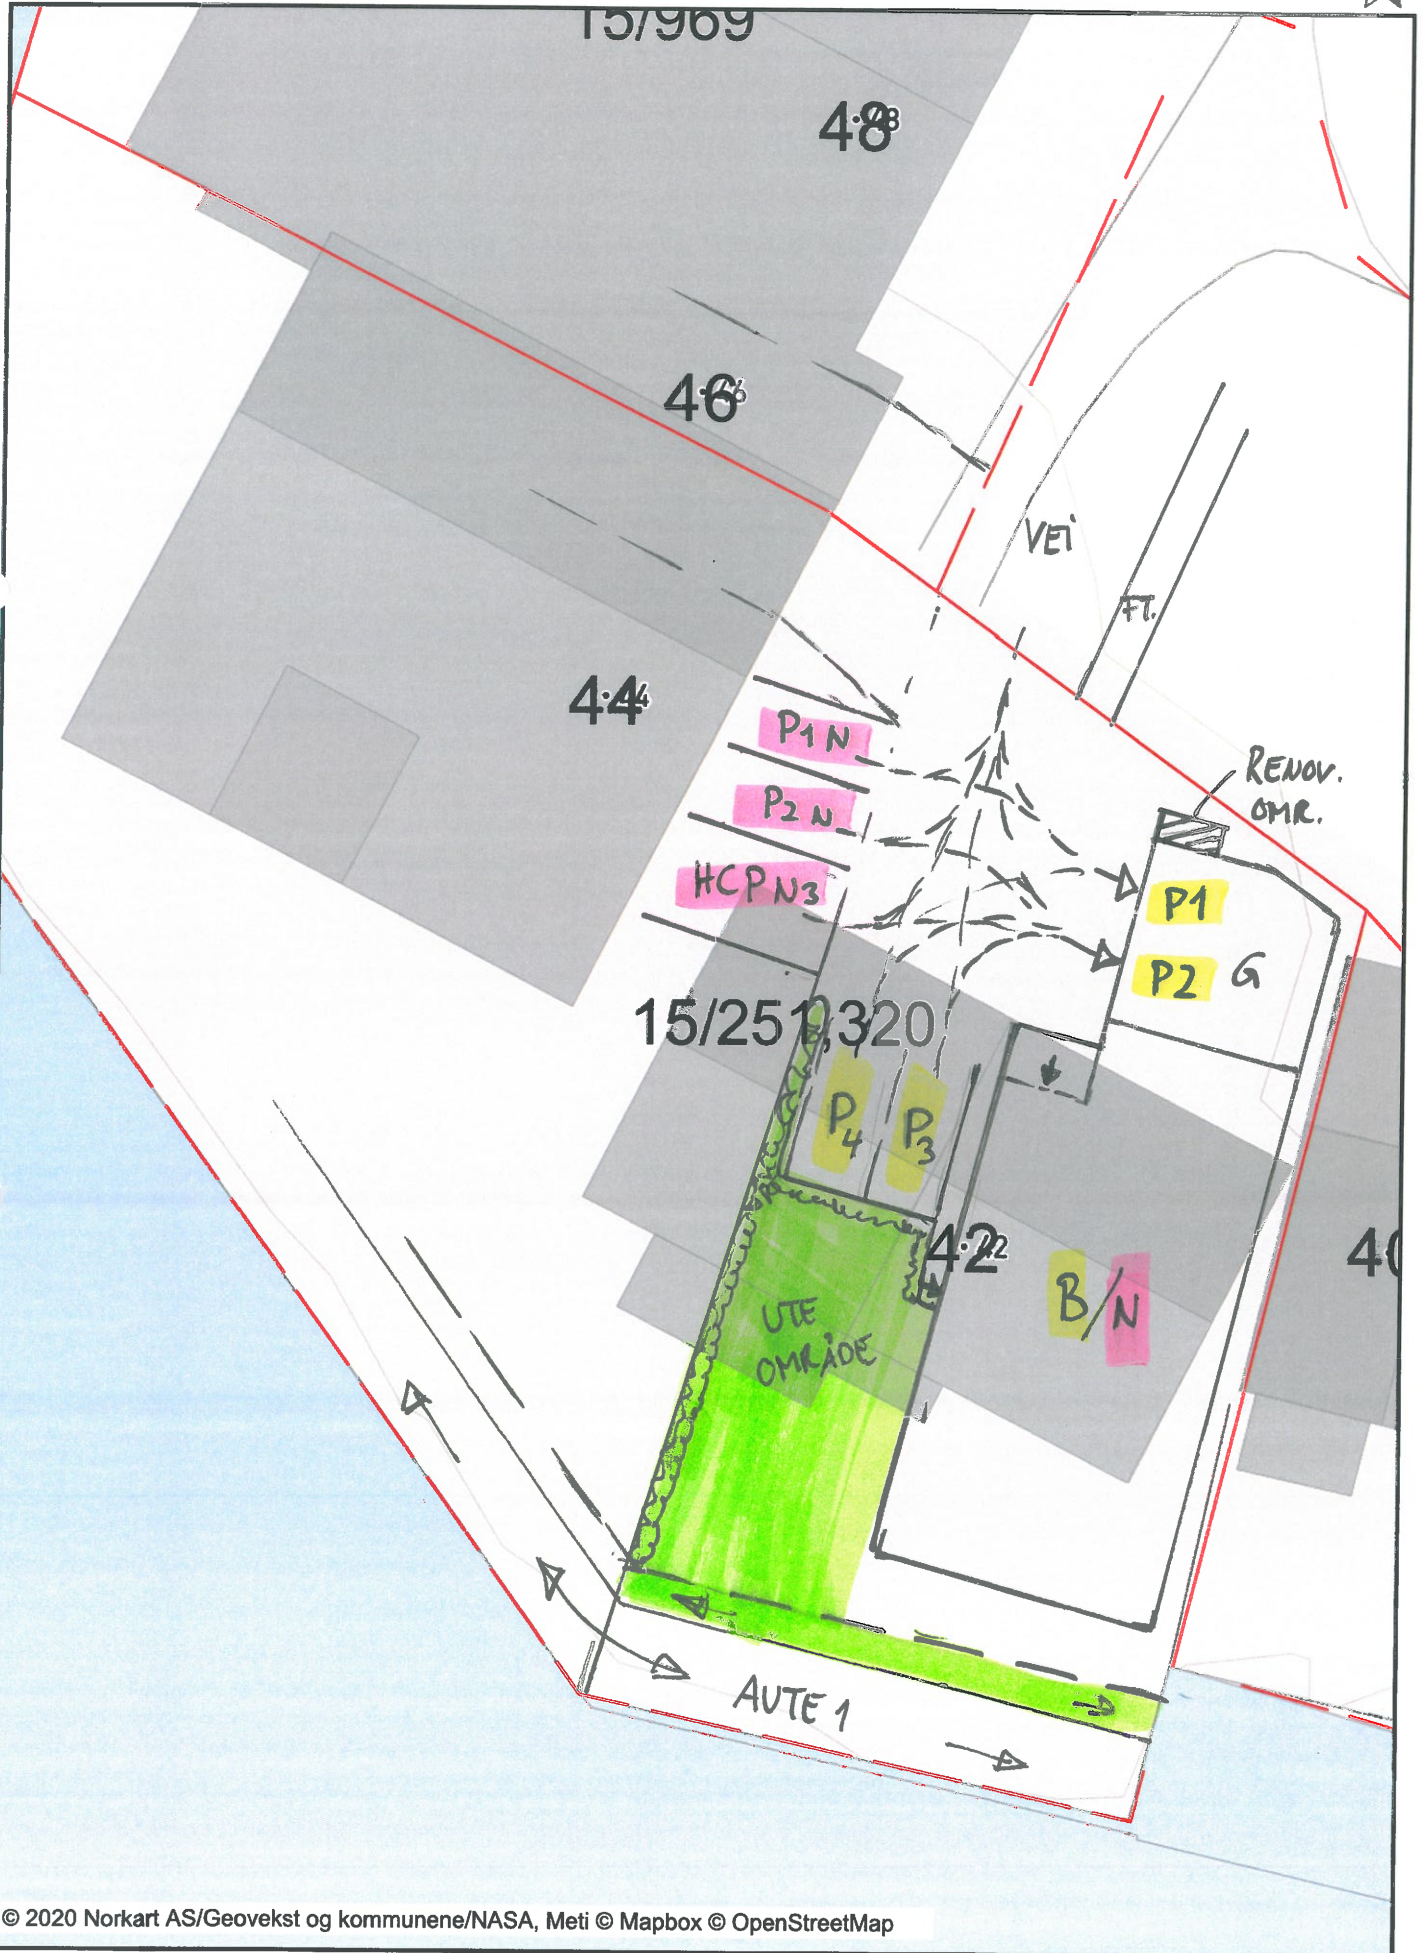 15/969
48
46
VEI
FT.
44
P1 N
P2 N
HCP N3
RENOV.
OMR.
P1
P2 G
15/251,320
P4
P3
42
40
B/N
UTE
OMRÅDE
AUTE 1
© 2020 Norkart AS/Geovekst og kommunene/NASA, Meti © Mapbox © OpenStreetMap